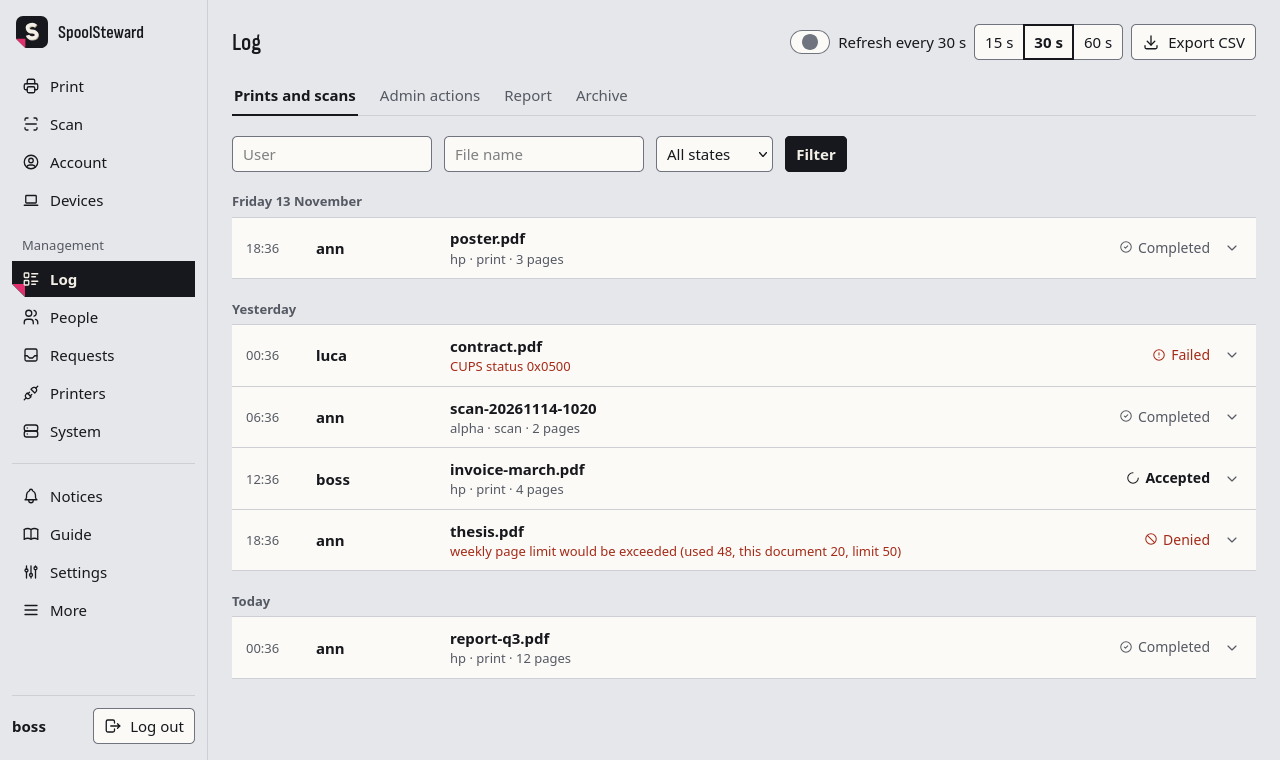 S SpoolSteward
Print
Scan
Account
Devices
Management
Log
People
Requests
Printers
System
Notices
Guide
Settings
More
boss
Log out
Log
Refresh every 30 s
15 s
30 s
60 s
Export CSV
Prints and scans
Admin actions
Report
Archive
User
File name
All states
Filter
Friday 13 November
18:36
ann
poster.pdf
hp · print · 3 pages
Completed
Yesterday
00:36
luca
contract.pdf
CUPS status 0x0500
Failed
06:36
ann
scan-20261114-1020
alpha · scan · 2 pages
Completed
12:36
boss
invoice-march.pdf
hp · print · 4 pages
Accepted
18:36
ann
thesis.pdf
weekly page limit would be exceeded (used 48, this document 20, limit 50)
Denied
Today
00:36
ann
report-q3.pdf
hp · print · 12 pages
Completed